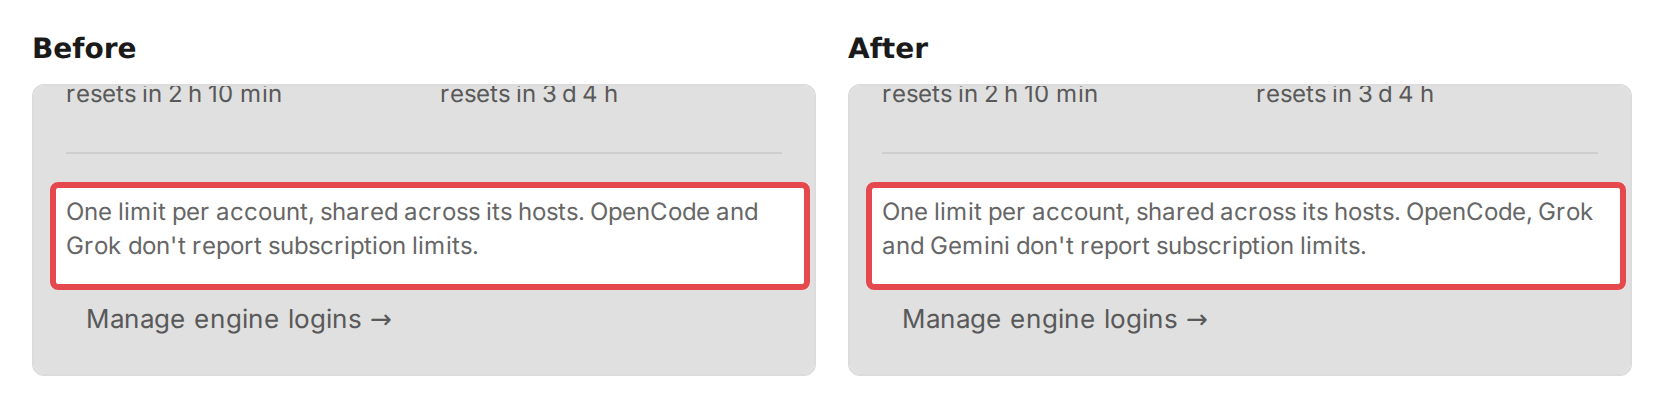 Before
resets in 2 h 10 min
resets in 3 d 4 h
One limit per account, shared across its hosts. OpenCode and
Grok don't report subscription limits.
Manage engine logins →
After
resets in 2 h 10 min
resets in 3 d 4 h
One limit per account, shared across its hosts. OpenCode, Grok
and Gemini don't report subscription limits.
Manage engine logins →